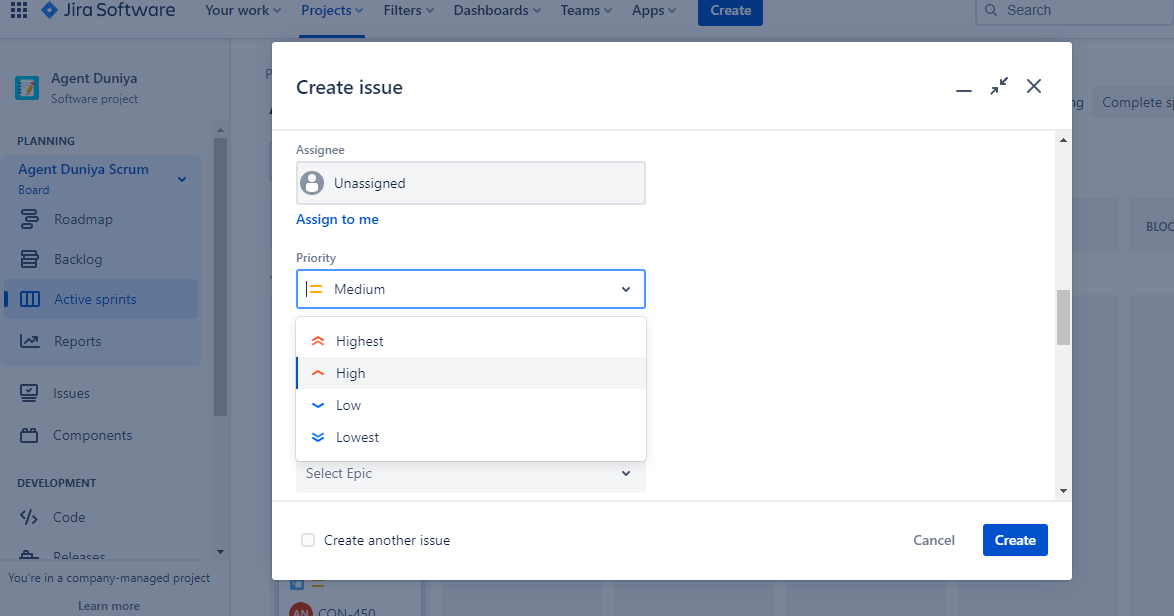 Jira Software
Your work
Projects
Filters
Dashboards
Teams
Apps
Create
Search
Agent Duniya
Software project
PLANNING
Agent Duniya Scrum
Board
Roadmap
Backlog
Active sprints
Reports
Issues
Components
DEVELOPMENT
Code
Releases
You're in a company-managed project
Learn more
Complete
Create issue
Assignee
Unassigned
Assign to me
Priority
Medium
Highest
High
Low
Lowest
Select Epic
Create another issue
Cancel
Create
AN
CON-450